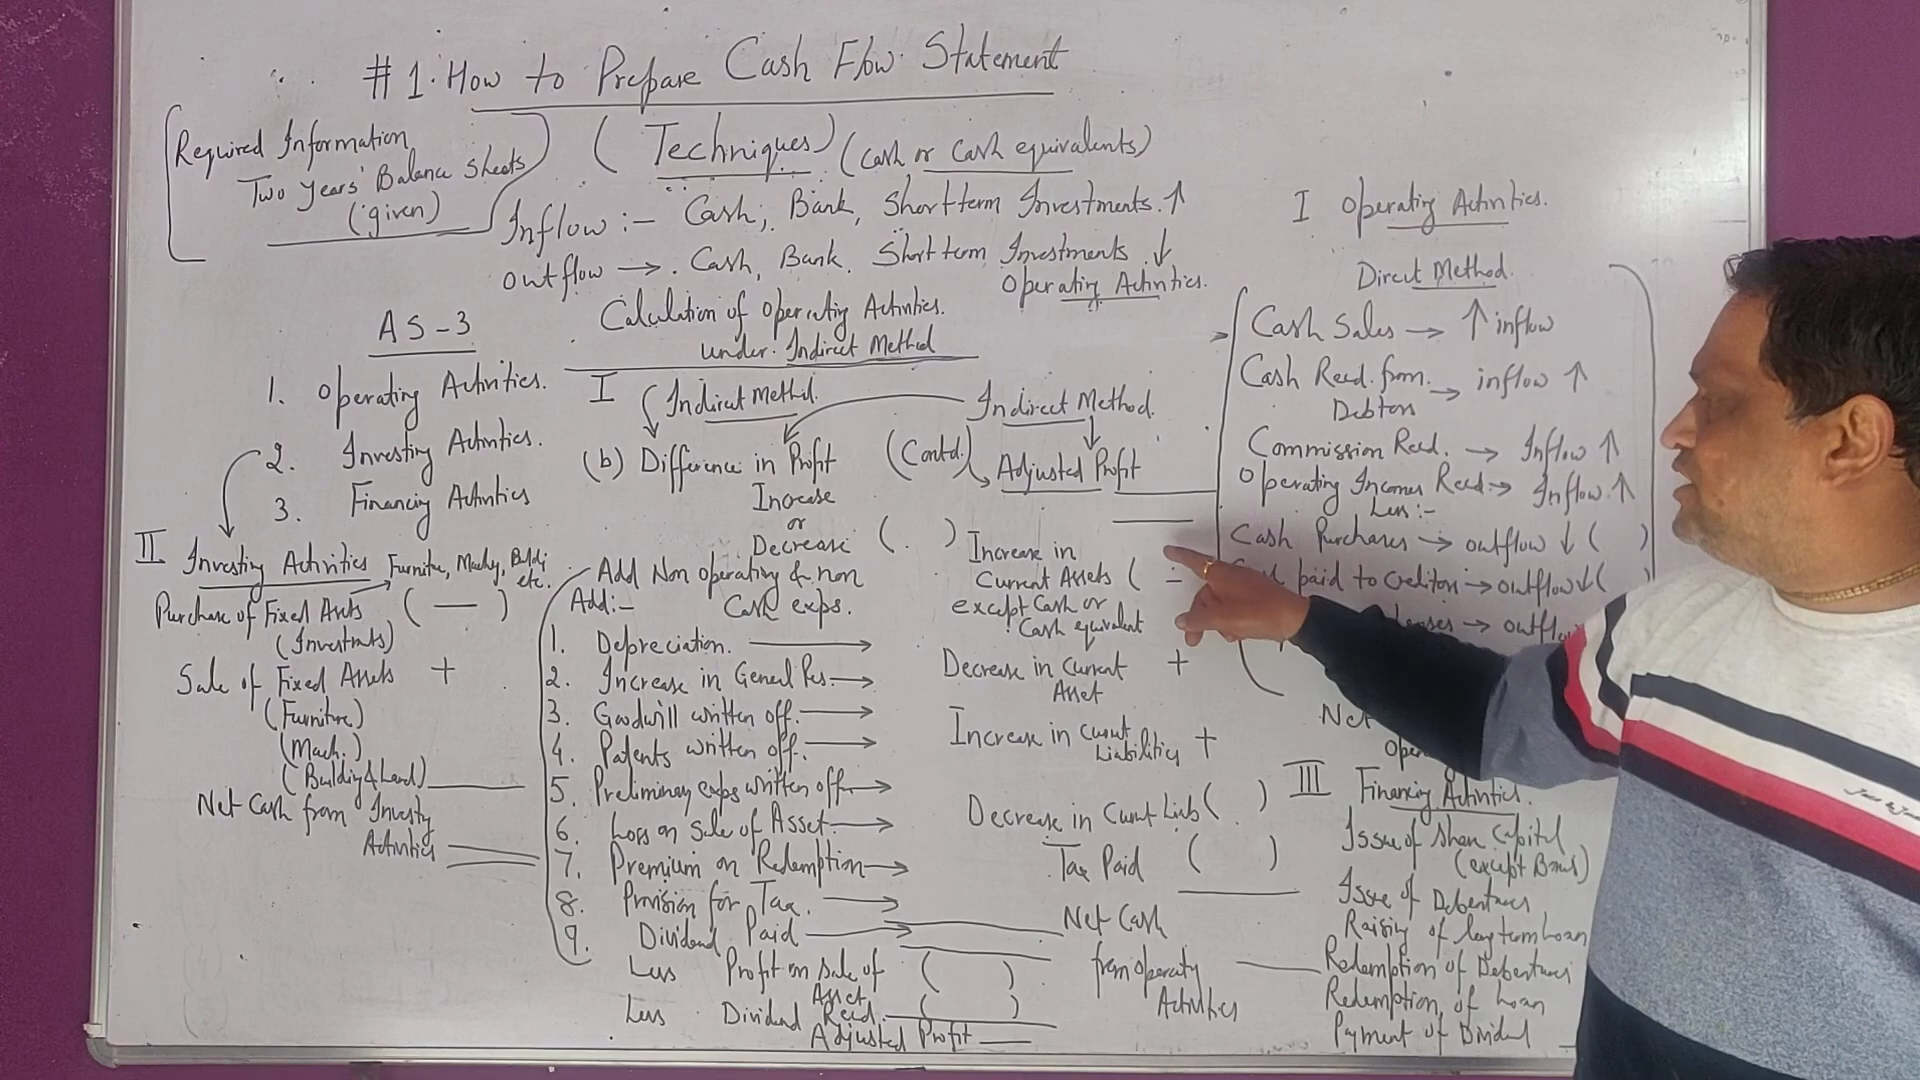 #1. How to Prepare Cash Flow Statement
Required Information
Two Years' Balance Sheets
(given)
(Techniques) (Cash or Cash equivalents)
Inflow :- Cash, Bank, Short term Investments. ↑
outflow → Cash, Bank, Short term Investments ↓
AS-3
1. Operating Activities.
2. Investing Activities.
3. Financing Activities
Calculation of Operating Activities.
under Indirect Method
Operating Activities.
I Indirect Method.
(b) Difference in Profit
Increase
or
Decrease ( )
Add Non operating & non
Add:- Cash exps.
1. Depreciation. →
2. Increase in General Res. →
3. Goodwill written off. →
4. Patents written off. →
5. Preliminary exps written off →
6. Loss on Sale of Asset. →
7. Premium on Redemption →
8. Provision for Tax. →
9. Dividend Paid →
Less Profit on Sale of ( )
Asset
Less Dividend Recd. ( )
Adjusted Profit
Indirect Method.
(Contd.) Adjusted Profit
Increase in
Current Assets ( -
except Cash or
Cash equivalent
Decrease in Current +
Asset
Increase in curnt +
Liabilities
Decrease in Curnt Liab ( )
Tax Paid ( )
Net Cash
from operatg
Activities
II Investing Activities
Furniture, Machy, Buildi
etc.
Purchase of Fixed Assets ( — )
(Investmnts)
Sale of Fixed Assets +
(Furniture)
(Mach.)
(Building & Land)
Net Cash from Investg
Activities
I Operating Activities.
Direct Method.
Cash Sales → ↑ inflow
Cash Recd. from → inflow ↑
Debtors
Commission Recd. → Inflow ↑
Operating Incomes Recd → Inflow ↑
Less :-
Cash Purchases → outflow ↓ ( )
paid to Creditors → outflow ↓ ( )
→ outflo
Net
Oper
III Financing Activities.
Issue of Share Capital
(except Bonus)
Issue of Debentures
Raising of long term loan
Redemption of Debentures
Redemption of Loan
Payment of Dividend